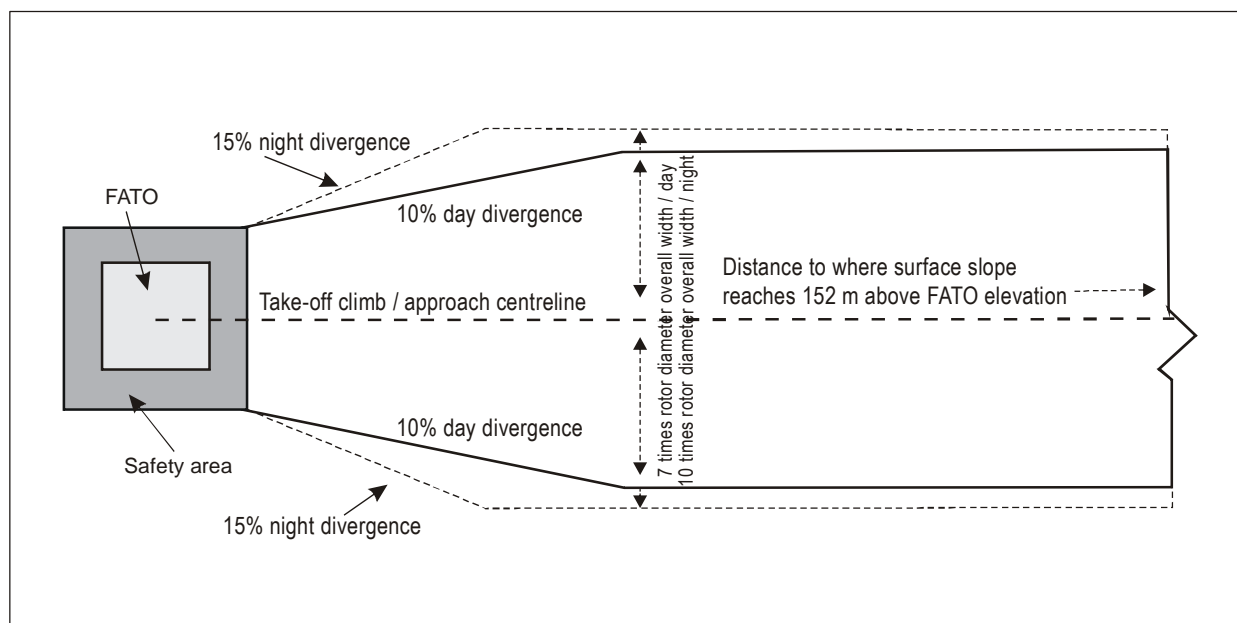 15% night divergence
FATO
10% day divergence
7 times rotor diameter overall width / day
10 times rotor diameter overall width / night
Distance to where surface slope
reaches 152 m above FATO elevation
Take-off climb / approach centreline
10% day divergence
Safety area
15% night divergence